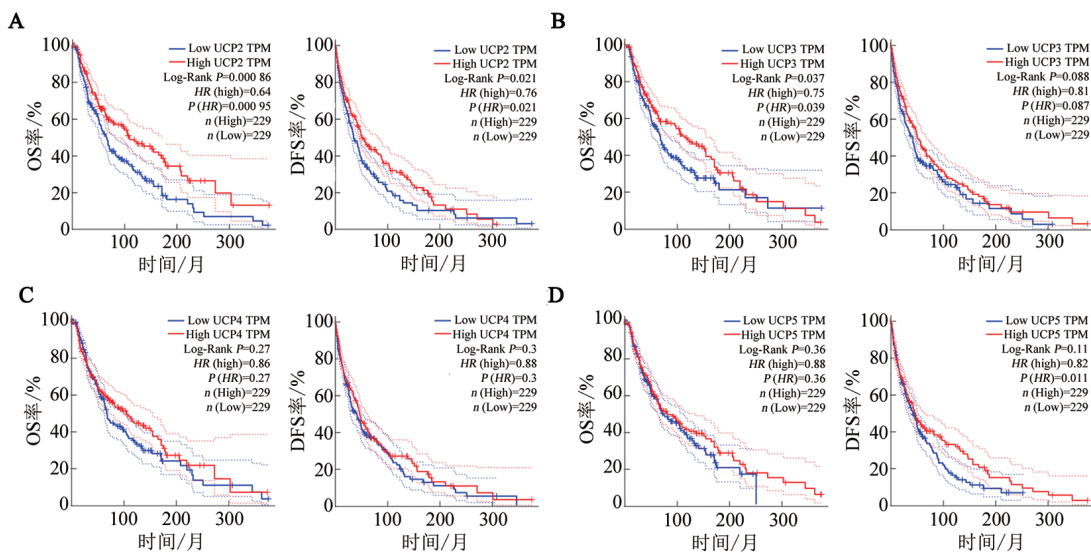 A
100
80
60
40
20
0
OS率/%
Low UCP2 TPM
High UCP2 TPM
Log-Rank P=0.000 86
HR (high)=0.64
P (HR)=0.000 95
n (High)=229
n (Low)=229
100 200 300
时间/月
100
80
60
40
20
0
DFS率/%
Low UCP2 TPM
High UCP2 TPM
Log-Rank P=0.021
HR (high)=0.76
P (HR)=0.021
n (High)=229
n (Low)=229
100 200 300
时间/月
B
100
80
60
40
20
0
OS率/%
Low UCP3 TPM
High UCP3 TPM
Log-Rank P=0.037
HR (high)=0.75
P (HR)=0.039
n (High)=229
n (Low)=229
100 200 300
时间/月
100
80
60
40
20
0
DFS率/%
Low UCP3 TPM
High UCP3 TPM
Log-Rank P=0.088
HR (high)=0.81
P (HR)=0.087
n (High)=229
n (Low)=229
100 200 300
时间/月
C
100
80
60
40
20
0
OS率/%
Low UCP4 TPM
High UCP4 TPM
Log-Rank P=0.27
HR (high)=0.86
P (HR)=0.27
n (High)=229
n (Low)=229
100 200 300
时间/月
100
80
60
40
20
0
DFS率/%
Low UCP4 TPM
High UCP4 TPM
Log-Rank P=0.3
HR (high)=0.88
P (HR)=0.3
n (High)=229
n (Low)=229
100 200 300
时间/月
D
100
80
60
40
20
0
OS率/%
Low UCP5 TPM
High UCP5 TPM
Log-Rank P=0.36
HR (high)=0.88
P (HR)=0.36
n (High)=229
n (Low)=229
100 200 300
时间/月
100
80
60
40
20
0
DFS率/%
Low UCP5 TPM
High UCP5 TPM
Log-Rank P=0.11
HR (high)=0.82
P (HR)=0.011
n (High)=229
n (Low)=229
100 200 300
时间/月